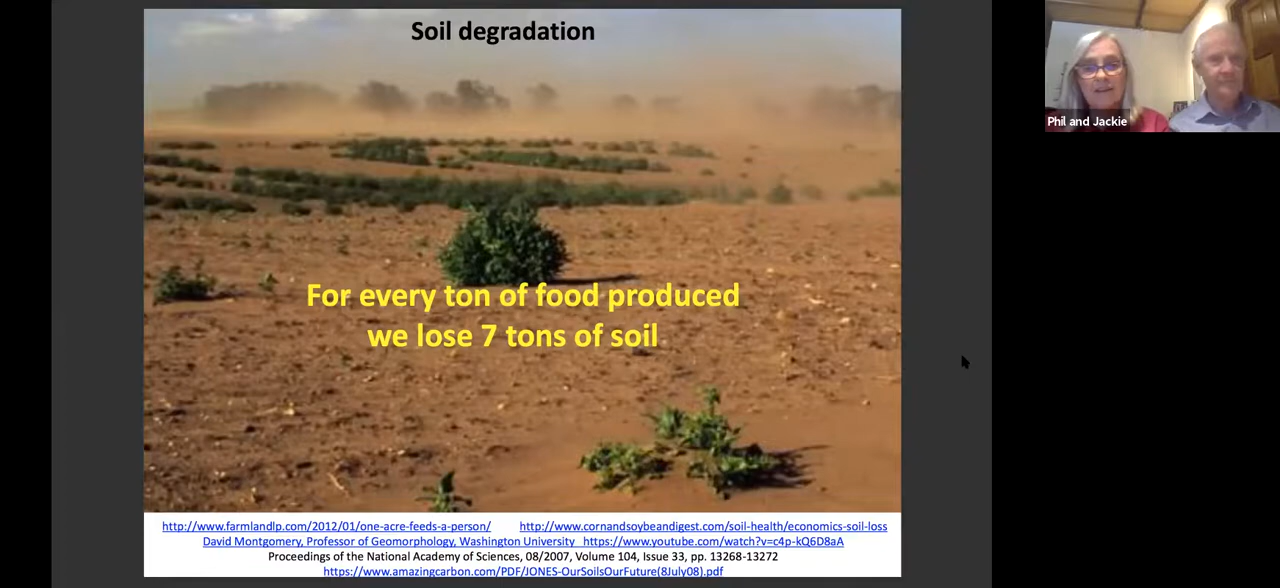 Soil degradation
Phil and Jackie
For every ton of food produced
we lose 7 tons of soil
http://www.farmlandlp.com/2012/01/one-acre-feeds-a-person/ http://www.cornandsoybeandigest.com/soil-health/economics-soil-loss
David Montgomery, Professor of Geomorphology, Washington University https://www.youtube.com/watch?v=c4p-kQ6D8aA
Proceedings of the National Academy of Sciences, 08/2007, Volume 104, Issue 33, pp. 13268-13272
https://www.amazingcarbon.com/PDF/JONES-OurSoilsOurFuture(8July08).pdf